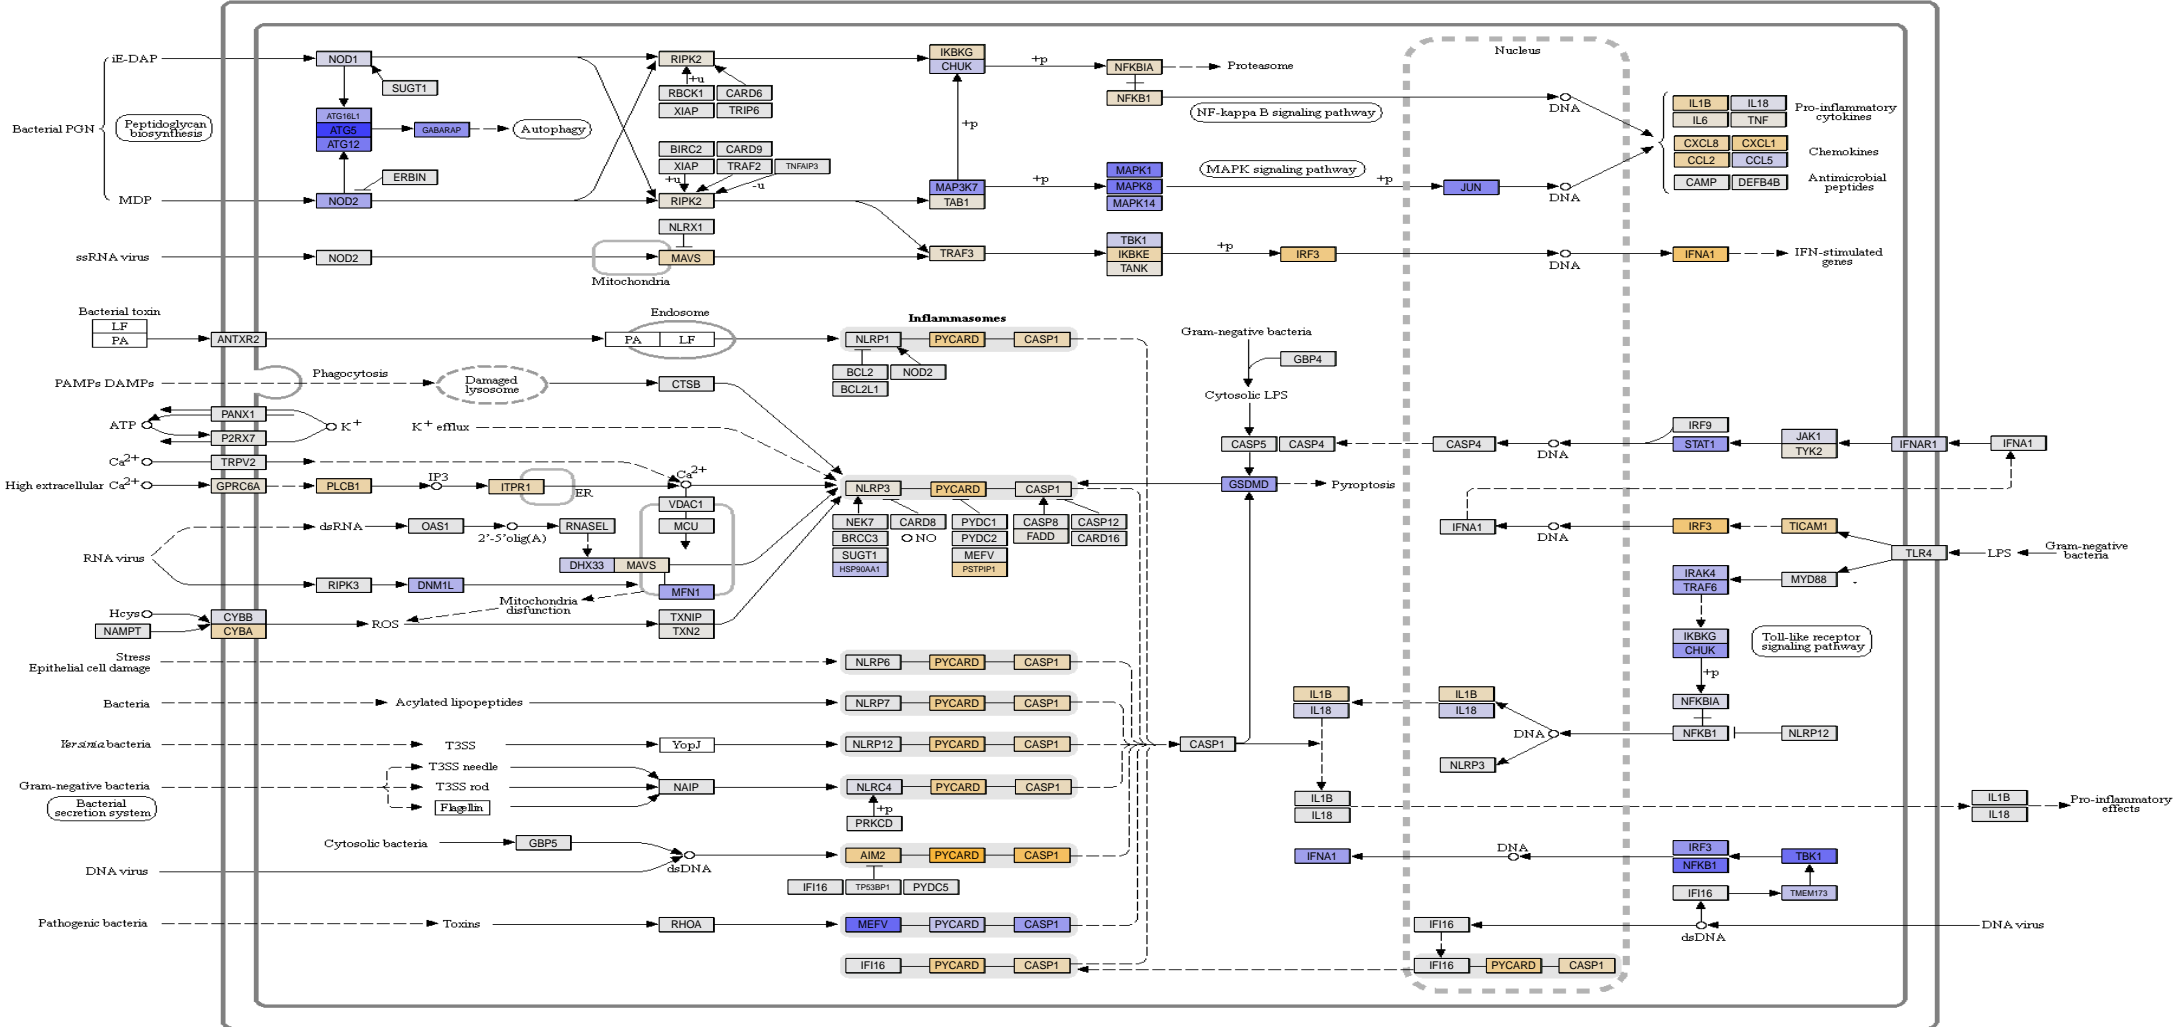 Nucleus
iE-DAP
NOD1
RIPK2
IKBKG
CHUK
+p
NFKBIA
Proteasome
SUGT1
+u
RBCK1
CARD6
XIAP
TRIP6
NFKB1
DNA
NF-kappa B signaling pathway
IL1B
IL18
Pro-inflammatory
cytokines
IL6
TNF
Bacterial PGN
Peptidoglycan
biosynthesis
ATG16L1
ATG5
ATG12
GABARAP
Autophagy
+p
CXCL8
CXCL1
Chemokines
CCL2
CCL5
BIRC2
CARD9
XIAP
TRAF2
TNFAIP3
+u
-u
ERBIN
MAPK signaling pathway
CAMP
DEFB4B
Antimicrobial
peptides
MDP
NOD2
RIPK2
MAP3K7
TAB1
+p
MAPK1
MAPK8
MAPK14
+p
JUN
DNA
NLRX1
ssRNA virus
NOD2
MAVS
Mitochondria
TRAF3
TBK1
IKBKE
TANK
+p
IRF3
DNA
IFNA1
IFN-stimulated
genes
Bacterial toxin
LF
PA
ANTXR2
Endosome
PA
LF
Inflammasomes
NLRP1
PYCARD
CASP1
BCL2
NOD2
BCL2L1
Gram-negative bacteria
GBP4
Cytosolic LPS
PAMPs DAMPs
Phagocytosis
Damaged
lysosome
CTSB
PANX1
ATP
K+
P2RX7
K+ efflux
CASP5
CASP4
CASP4
DNA
IRF9
STAT1
JAK1
TYK2
IFNAR1
IFNA1
Ca2+
TRPV2
Ca2+
High extracellular Ca2+
GPRC6A
PLCB1
IP3
ITPR1
ER
NLRP3
PYCARD
CASP1
GSDMD
Pyroptosis
VDAC1
MCU
NEK7
CARD8
PYDC1
CASP8
CASP12
BRCC3
NO
PYDC2
FADD
CARD16
SUGT1
MEFV
HSP90AA1
PSTPIP1
RNA virus
dsRNA
OAS1
2'-5'olig(A)
RNASEL
DHX33
MAVS
RIPK3
DNM1L
MFN1
Mitochondria
disfunction
IFNA1
DNA
IRF3
TICAM1
TLR4
LPS
Gram-negative
bacteria
IRAK4
TRAF6
MYD88
Hcys
NAMPT
CYBB
CYBA
ROS
TXNIP
TXN2
IKBKG
CHUK
Toll-like receptor
signaling pathway
+p
Stress
Epithelial cell damage
NLRP6
PYCARD
CASP1
Bacteria
Acylated lipopeptides
NLRP7
PYCARD
CASP1
IL1B
IL18
IL1B
IL18
NFKBIA
NFKB1
NLRP12
DNA
NLRP3
Yersinia bacteria
T3SS
YopJ
NLRP12
PYCARD
CASP1
CASP1
Gram-negative bacteria
Bacterial
secretion system
T3SS needle
T3SS rod
Flagellin
NAIP
NLRC4
PYCARD
CASP1
+p
PRKCD
IL1B
IL18
IL1B
IL18
Pro-inflammatory
effects
Cytosolic bacteria
GBP5
DNA virus
dsDNA
AIM2
PYCARD
CASP1
IFI16
TP53BP1
PYDC5
IFNA1
DNA
IRF3
NFKB1
TBK1
IFI16
TMEM173
Pathogenic bacteria
Toxins
RHOA
MEFV
PYCARD
CASP1
IFI16
dsDNA
DNA virus
IFI16
PYCARD
CASP1
IFI16
PYCARD
CASP1